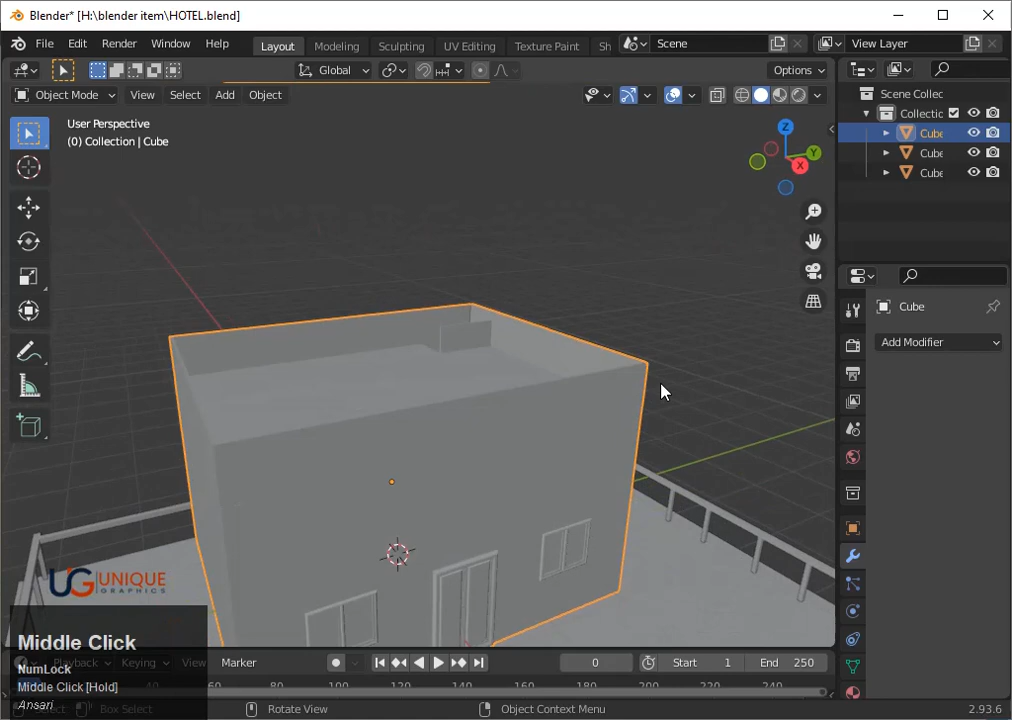 Blender* [H:\blender item\HOTEL.blend]
File Edit Render Window Help Layout Modeling Sculpting UV Editing Texture Paint Sh Scene View Layer
Global Options
Object Mode View Select Add Object
Scene Collec
Collectic
Cube
Cube
Cube
User Perspective
(0) Collection | Cube
Z
Y
X
Cube
Add Modifier
UG UNIQUE
GRAPHICS
Middle Click
NumLock
Middle Click[Hold]
Ansari
Playback Keying View Marker 0 Start 1 End 250
40 60 80 100 120 140 160 180 200 220 240
Select Box Select Rotate View Object Context Menu 2.93.6